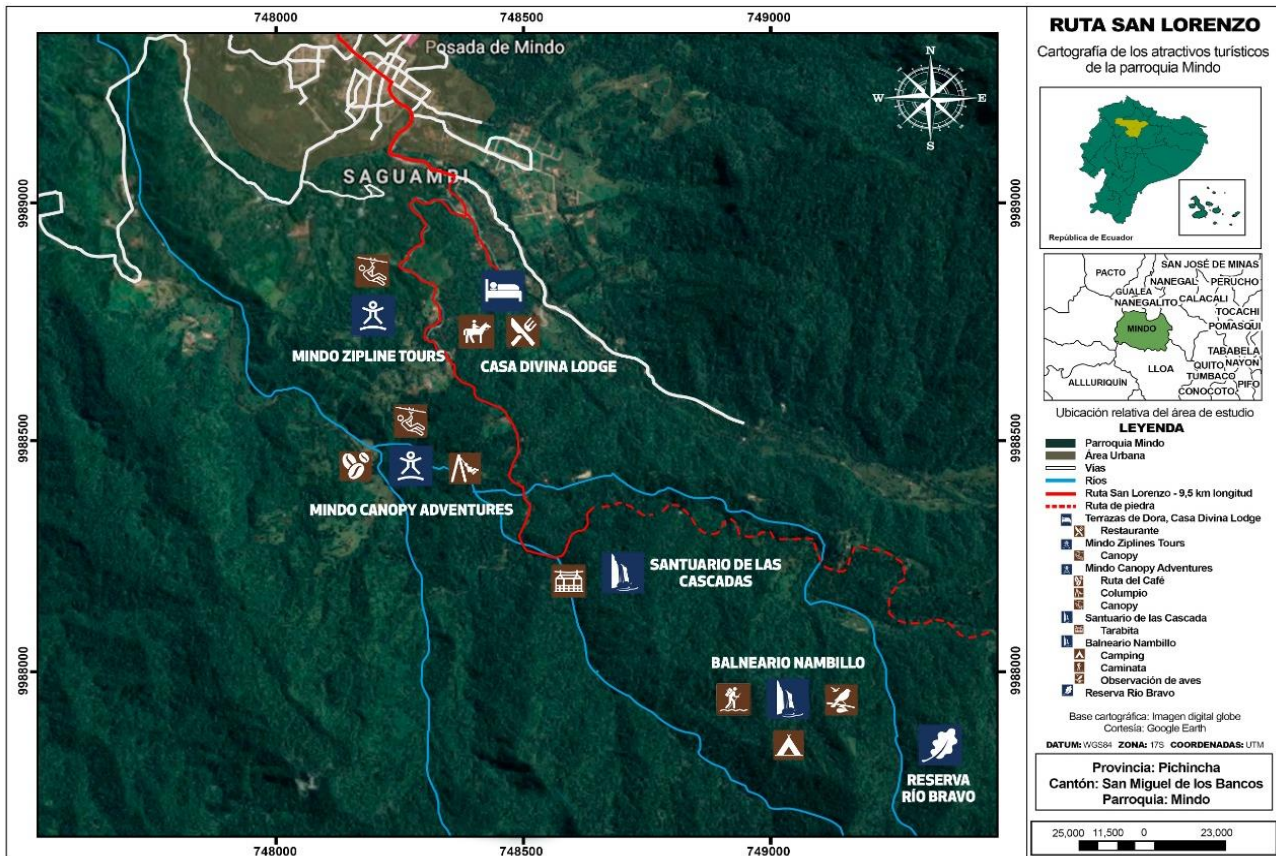 748000
748500
749000
Posada de Mindo
N
W
E
S
SAGUAMBI
9989000
9989000
MINDO ZIPLINE TOURS
CASA DIVINA LODGE
9988500
9988500
MINDO CANOPY ADVENTURES
SANTUARIO DE LAS
CASCADAS
9988000
9988000
BALNEARIO NAMBILLO
RESERVA
RÍO BRAVO
748000
748500
749000
RUTA SAN LORENZO
Cartografía de los atractivos turísticos
de la parroquia Mindo
República de Ecuador
PACTO
SAN JOSÉ DE MINAS
NANEGAL
PERUCHO
GUALEA
NANEGALITO
CALACALI
TOCACHI
MINDO
POMASQUI
TABABELA
LLOA
QUITO
NAYON
TUMBACO
ALLLURIQUÍN
CONOCOTO
PIFO
Ubicación relativa del área de estudio
LEYENDA
Parroquia Mindo
Área Urbana
Vías
Ríos
Ruta San Lorenzo - 9,5 km longitud
Ruta de piedra
Terrazas de Dora, Casa Divina Lodge
Restaurante
Mindo Ziplines Tours
Canopy
Mindo Canopy Adventures
Ruta del Café
Columpio
Canopy
Santuario de las Cascada
Tarabita
Balneario Nambillo
Camping
Caminata
Observación de aves
Reserva Río Bravo
Base cartográfica: Imagen digital globe
Cortesía: Google Earth
DATUM: WGS84 ZONA: 17S COORDENADAS: UTM
Provincia: Pichincha
Cantón: San Miguel de los Bancos
Parroquia: Mindo
25,000 11,500 0 23,000